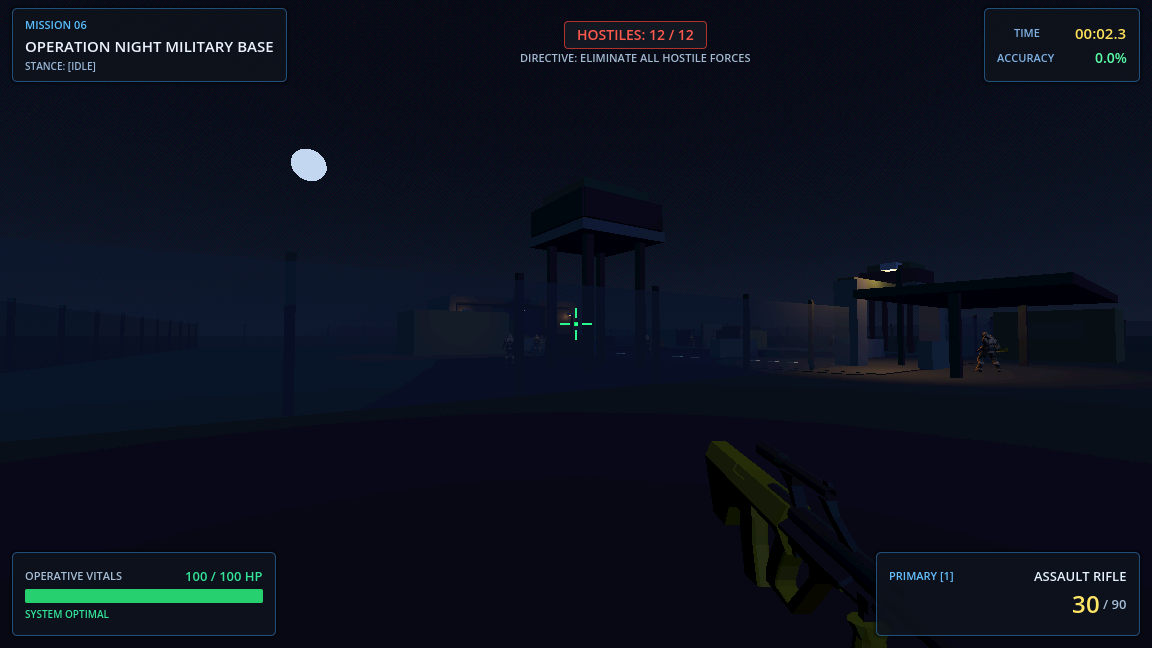 MISSION 06
OPERATION NIGHT MILITARY BASE
STANCE: [IDLE]
HOSTILES: 12 / 12
DIRECTIVE: ELIMINATE ALL HOSTILE FORCES
TIME 00:02.3
ACCURACY 0.0%
OPERATIVE VITALS 100 / 100 HP
SYSTEM OPTIMAL
PRIMARY [1] ASSAULT RIFLE
30 / 90